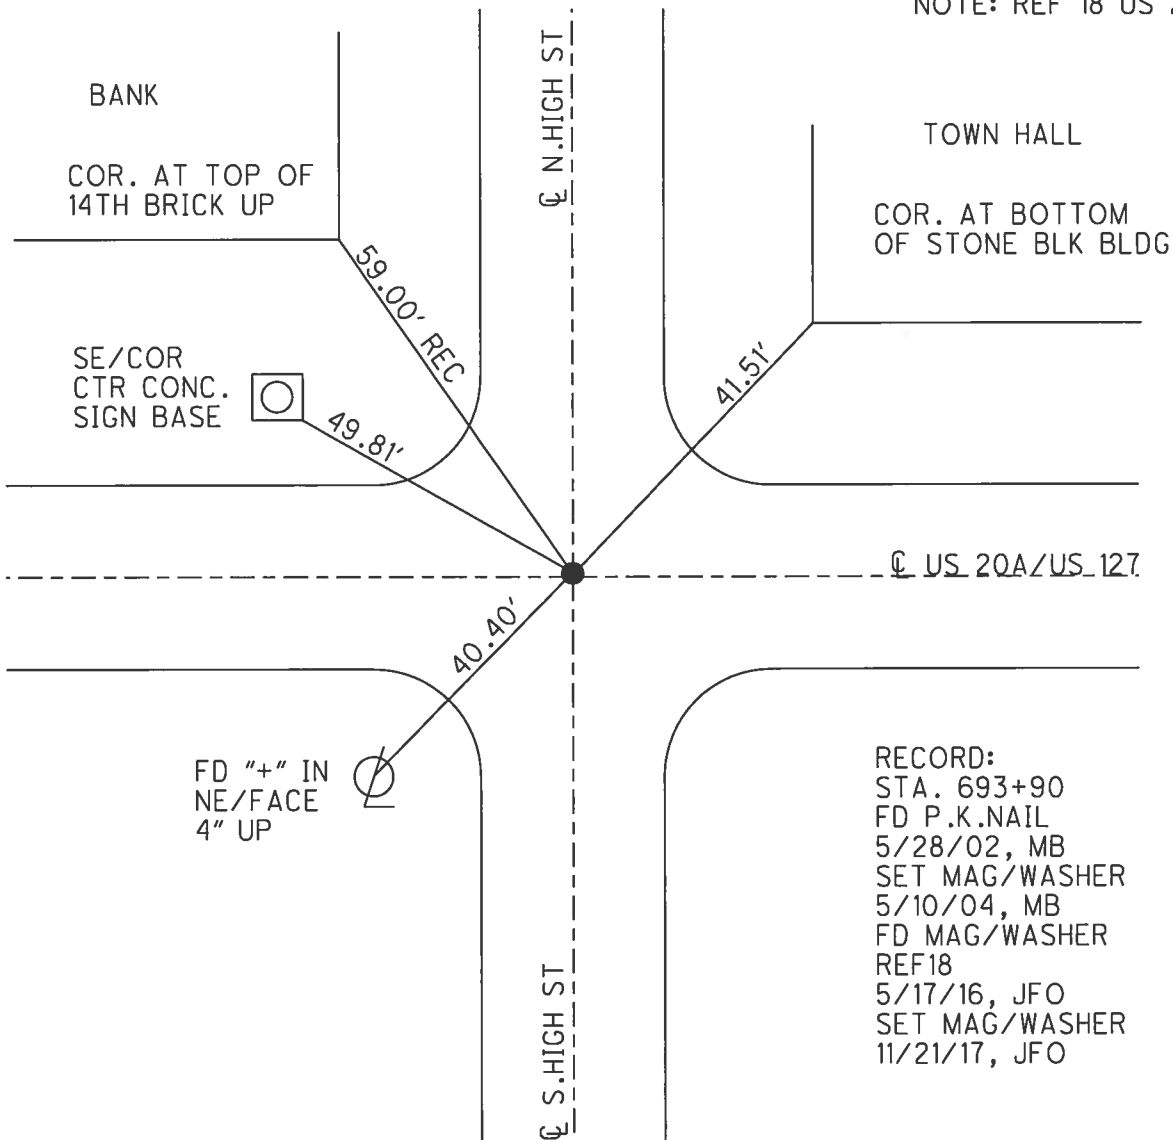 NOTE: REF 18 US
BANK
COR. AT TOP OF
14TH BRICK UP
℄ N.HIGH ST
TOWN HALL
COR. AT BOTTOM
OF STONE BLK BLDG
59.00' REC
41.51'
SE/COR
CTR CONC.
SIGN BASE
49.81'
℄ US 20A/US 127
40.40'
FD "+" IN
NE/FACE
4" UP
RECORD:
STA. 693+90
FD P.K.NAIL
5/28/02, MB
SET MAG/WASHER
5/10/04, MB
FD MAG/WASHER
REF18
5/17/16, JFO
SET MAG/WASHER
11/21/17, JFO
℄ S.HIGH ST